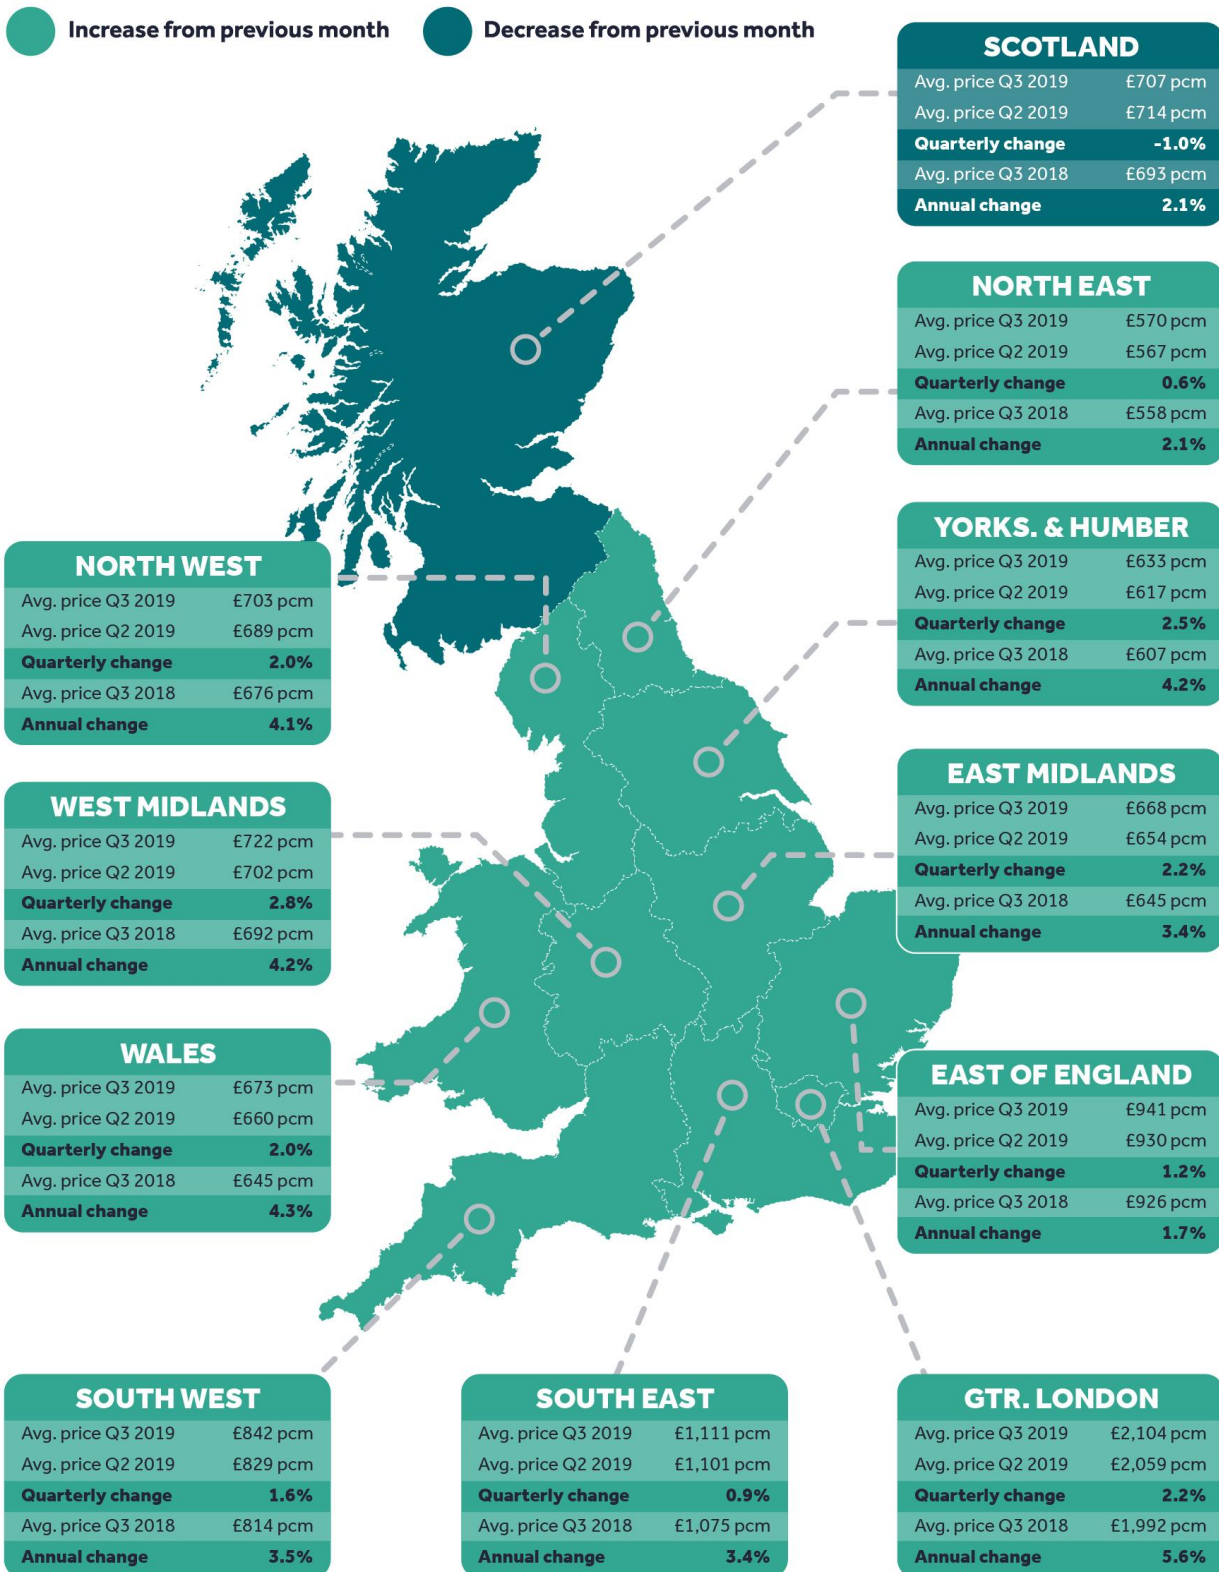 Increase from previous month
Decrease from previous month
SCOTLAND
Avg. price Q3 2019 £707 pcm
Avg. price Q2 2019 £714 pcm
Quarterly change -1.0%
Avg. price Q3 2018 £693 pcm
Annual change 2.1%
NORTH EAST
Avg. price Q3 2019 £570 pcm
Avg. price Q2 2019 £567 pcm
Quarterly change 0.6%
Avg. price Q3 2018 £558 pcm
Annual change 2.1%
YORKS. & HUMBER
Avg. price Q3 2019 £633 pcm
Avg. price Q2 2019 £617 pcm
Quarterly change 2.5%
Avg. price Q3 2018 £607 pcm
Annual change 4.2%
NORTH WEST
Avg. price Q3 2019 £703 pcm
Avg. price Q2 2019 £689 pcm
Quarterly change 2.0%
Avg. price Q3 2018 £676 pcm
Annual change 4.1%
EAST MIDLANDS
Avg. price Q3 2019 £668 pcm
Avg. price Q2 2019 £654 pcm
Quarterly change 2.2%
Avg. price Q3 2018 £645 pcm
Annual change 3.4%
WEST MIDLANDS
Avg. price Q3 2019 £722 pcm
Avg. price Q2 2019 £702 pcm
Quarterly change 2.8%
Avg. price Q3 2018 £692 pcm
Annual change 4.2%
WALES
Avg. price Q3 2019 £673 pcm
Avg. price Q2 2019 £660 pcm
Quarterly change 2.0%
Avg. price Q3 2018 £645 pcm
Annual change 4.3%
EAST OF ENGLAND
Avg. price Q3 2019 £941 pcm
Avg. price Q2 2019 £930 pcm
Quarterly change 1.2%
Avg. price Q3 2018 £926 pcm
Annual change 1.7%
SOUTH WEST
Avg. price Q3 2019 £842 pcm
Avg. price Q2 2019 £829 pcm
Quarterly change 1.6%
Avg. price Q3 2018 £814 pcm
Annual change 3.5%
SOUTH EAST
Avg. price Q3 2019 £1,111 pcm
Avg. price Q2 2019 £1,101 pcm
Quarterly change 0.9%
Avg. price Q3 2018 £1,075 pcm
Annual change 3.4%
GTR. LONDON
Avg. price Q3 2019 £2,104 pcm
Avg. price Q2 2019 £2,059 pcm
Quarterly change 2.2%
Avg. price Q3 2018 £1,992 pcm
Annual change 5.6%